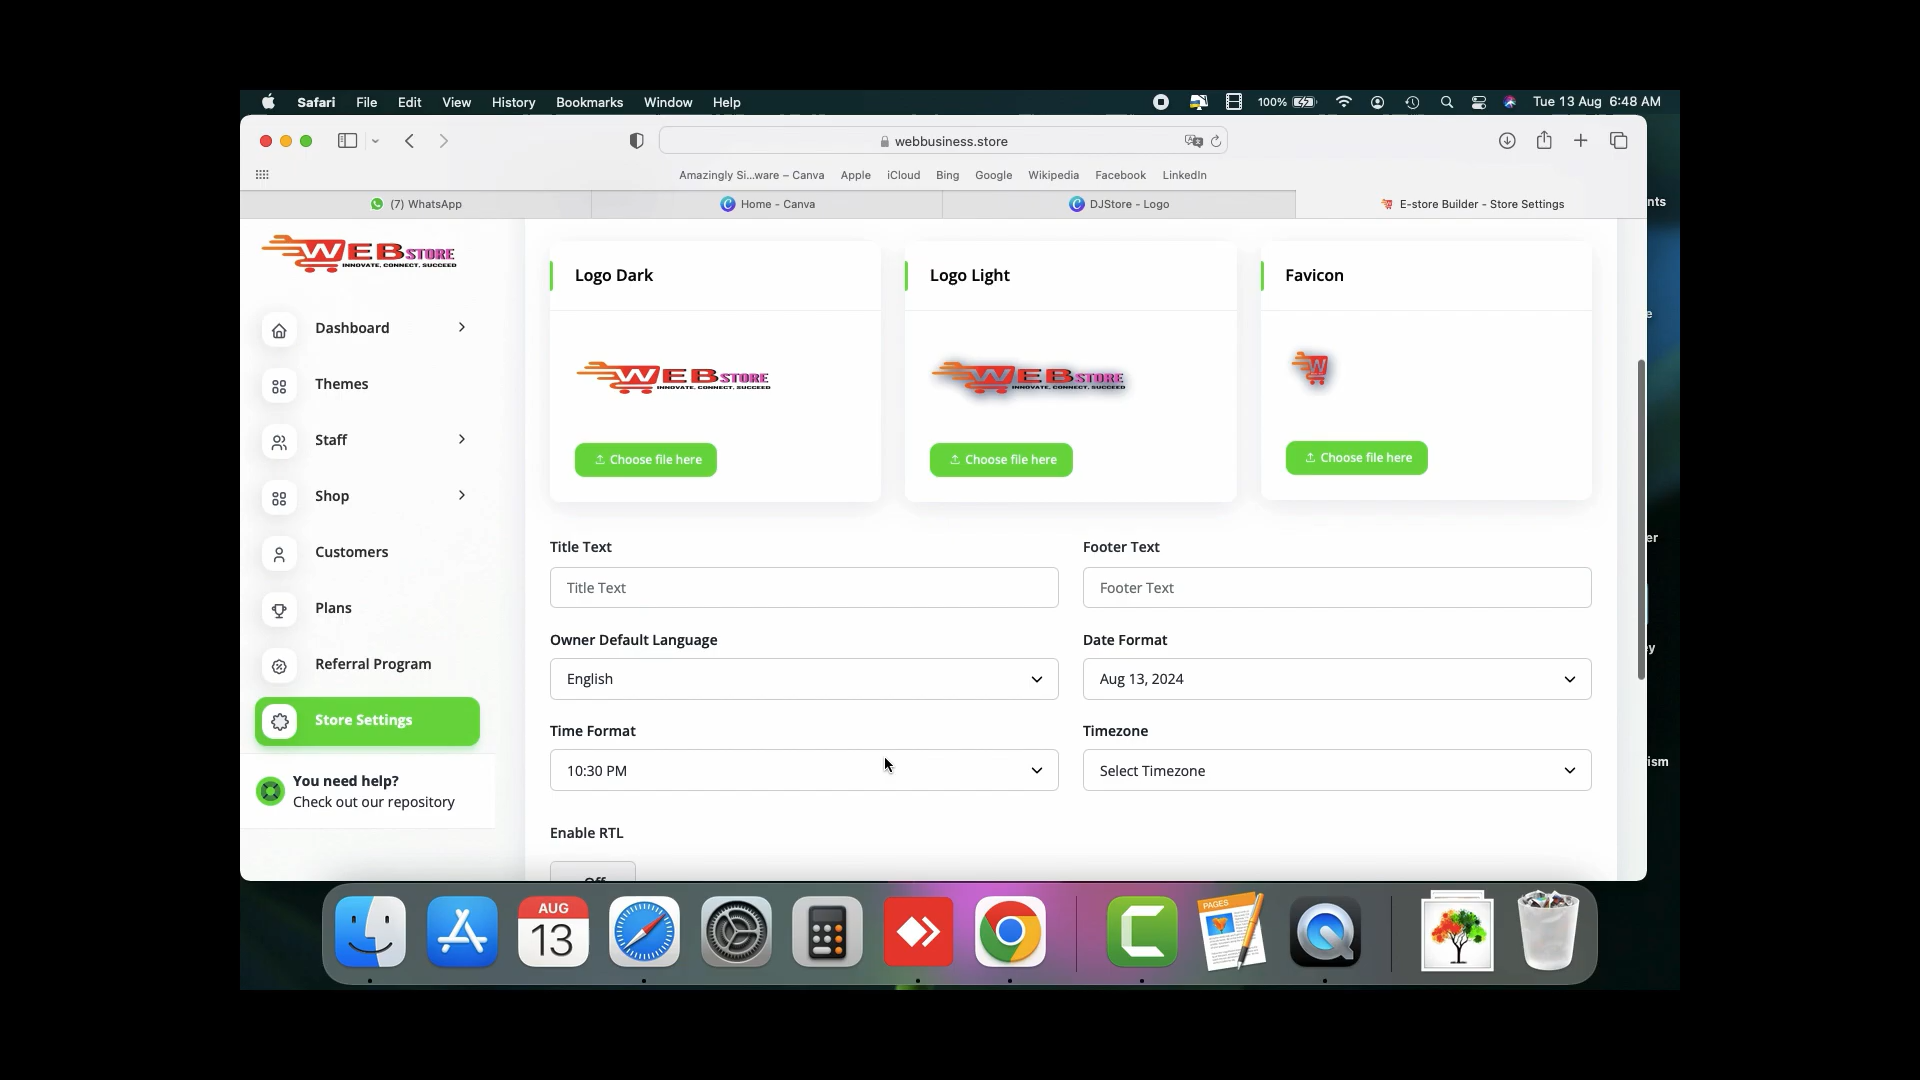 Safari File Edit View History Bookmarks Window Help 100% Tue 13 Aug 6:48 AM
webbusiness.store
Amazingly Si...ware – Canva Apple iCloud Bing Google Wikipedia Facebook LinkedIn
(7) WhatsApp Home - Canva DJStore - Logo E-store Builder - Store Settings
nts
WEB STORE
INNOVATE. CONNECT. SUCCEED
Dashboard
Themes
Staff
Shop
Customers
Plans
Referral Program
Store Settings
You need help?
Check out our repository
Logo Dark
WEB STORE
INNOVATE. CONNECT. SUCCEED
Choose file here
Logo Light
WEB STORE
INNOVATE. CONNECT. SUCCEED
Choose file here
Favicon
W
Choose file here
Title Text
Title Text
Footer Text
Footer Text
Owner Default Language
English
Date Format
Aug 13, 2024
Time Format
10:30 PM
Timezone
Select Timezone
Enable RTL
Off
e
er
ey
ism
AUG
13
PAGES